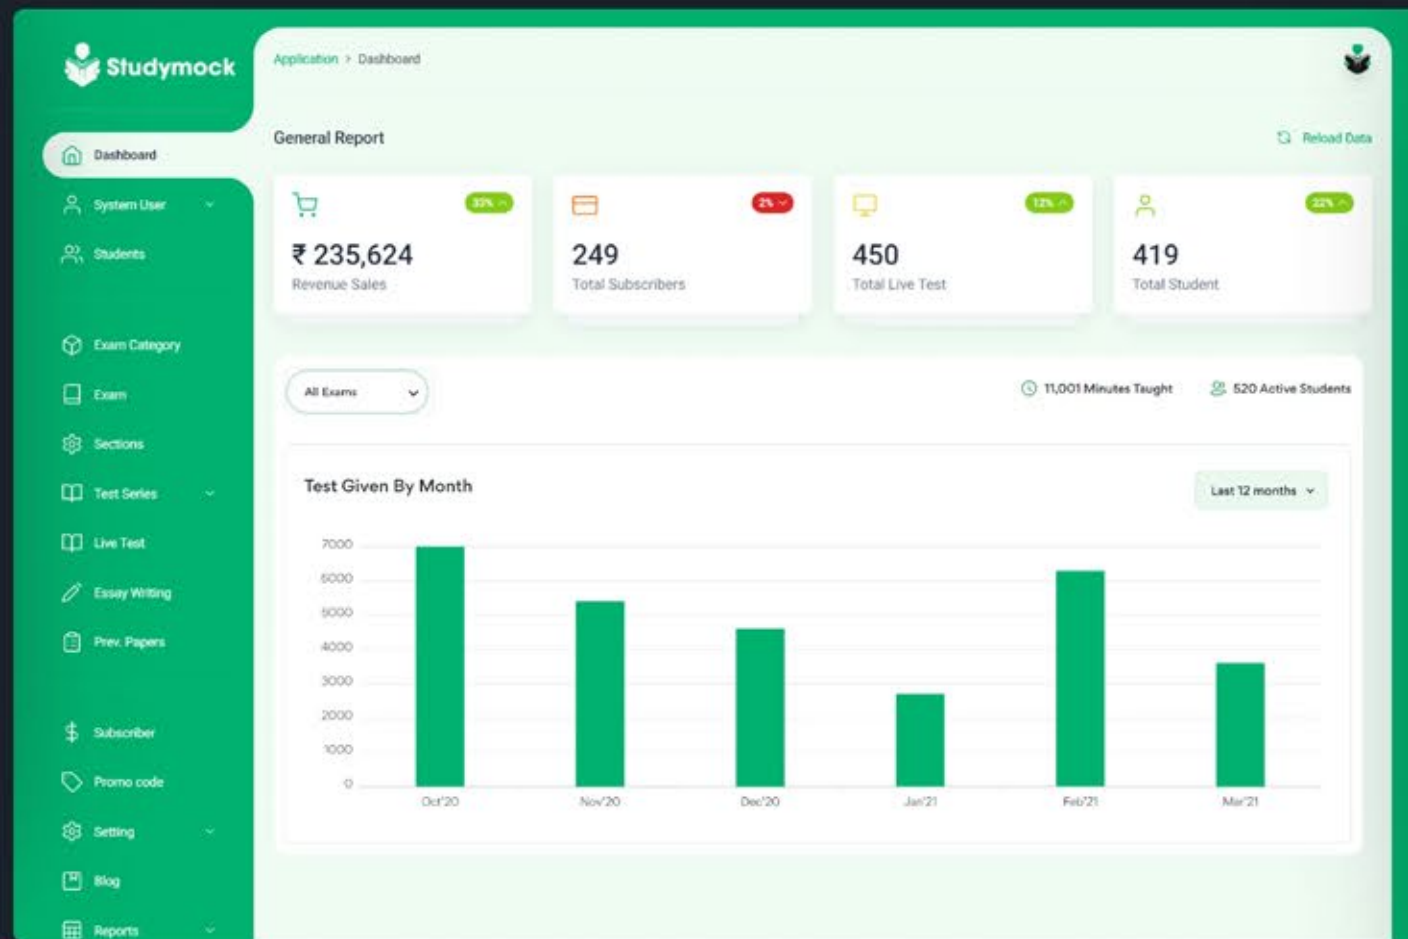 Studymock
Application > Dashboard
General Report
Reload Data
Dashboard
System User
Students
Exam Category
Exam
Sections
Test Series
Live Test
Essay Writing
Prev. Papers
Subscriber
Promo code
Setting
Blog
Reports
33%
₹ 235,624
Revenue Sales
2%
249
Total Subscribers
12%
450
Total Live Test
22%
419
Total Student
All Exams
11,001 Minutes Taught
520 Active Students
Test Given By Month
Last 12 months
7000
6000
5000
4000
3000
2000
1000
0
Oct'20
Nov'20
Dec'20
Jan'21
Feb'21
Mar'21